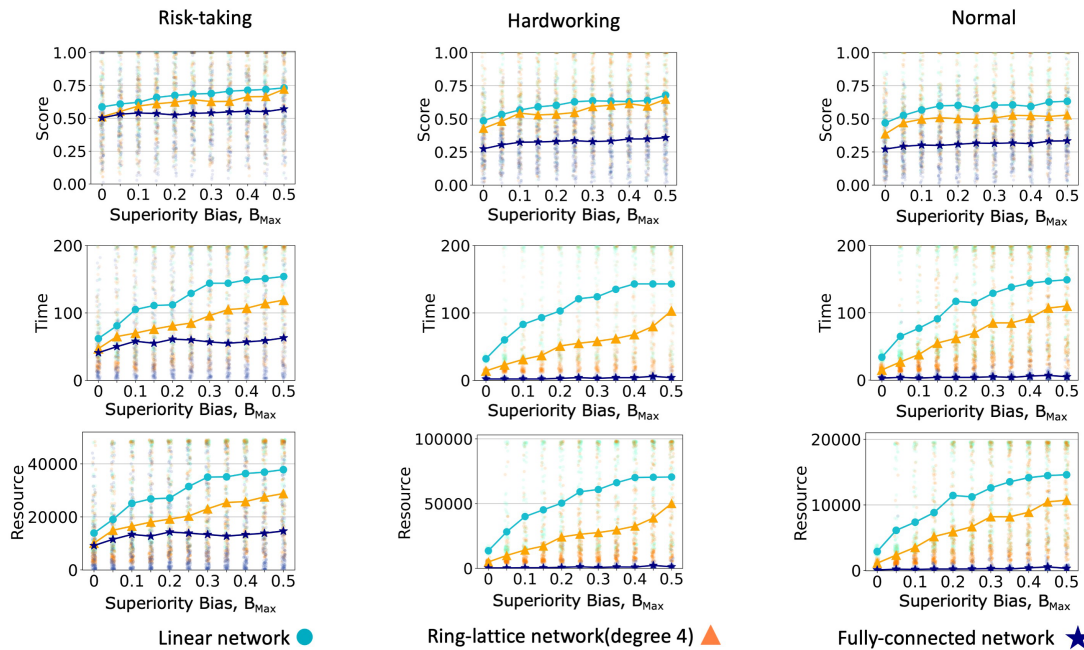 Risk-taking
Hardworking
Normal
1.00
0.75
0.50
0.25
0.00
Score
0 0.1 0.2 0.3 0.4 0.5
Superiority Bias, BMax
1.00
0.75
0.50
0.25
0.00
Score
0 0.1 0.2 0.3 0.4 0.5
Superiority Bias, BMax
1.00
0.75
0.50
0.25
0.00
Score
0 0.1 0.2 0.3 0.4 0.5
Superiority Bias, BMax
200
100
0
Time
0 0.1 0.2 0.3 0.4 0.5
Superiority Bias, BMax
200
100
0
Time
0 0.1 0.2 0.3 0.4 0.5
Superiority Bias, BMax
200
100
0
Time
0 0.1 0.2 0.3 0.4 0.5
Superiority Bias, BMax
40000
20000
0
Resource
0 0.1 0.2 0.3 0.4 0.5
Superiority Bias, BMax
100000
50000
0
Resource
0 0.1 0.2 0.3 0.4 0.5
Superiority Bias, BMax
20000
10000
0
Resource
0 0.1 0.2 0.3 0.4 0.5
Superiority Bias, BMax
Linear network
Ring-lattice network(degree 4)
Fully-connected network